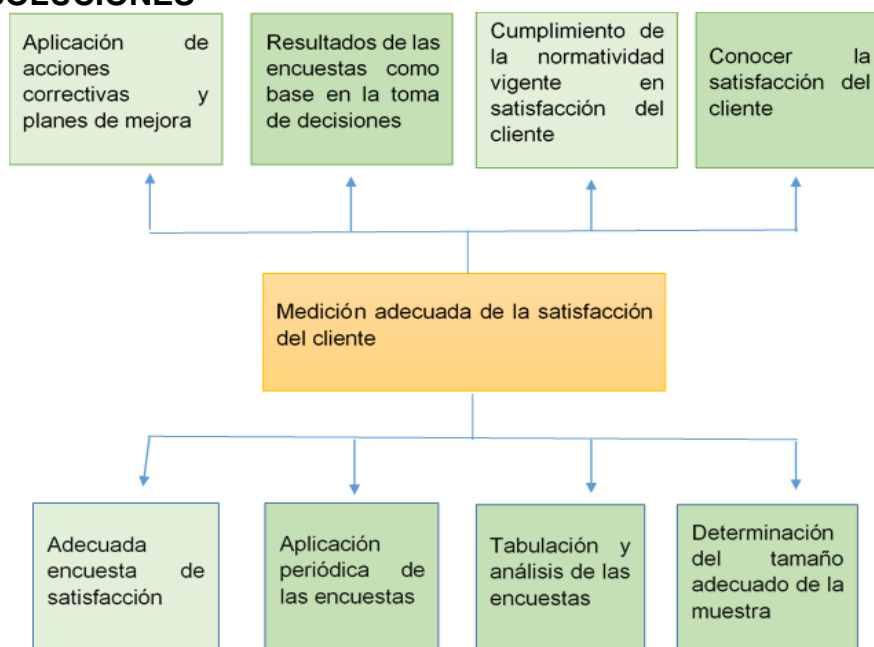 SOLUCIONES
Aplicación de
acciones
correctivas y
planes de mejora
Resultados de las
encuestas como
base en la toma
de decisiones
Cumplimiento de
la normatividad
vigente en
satisfacción del
cliente
Conocer la
satisfacción del
cliente
Medición adecuada de la satisfacción
del cliente
Adecuada
encuesta de
satisfacción
Aplicación
periódica de
las encuestas
Tabulación y
análisis de las
encuestas
Determinación
del tamaño
adecuado de la
muestra